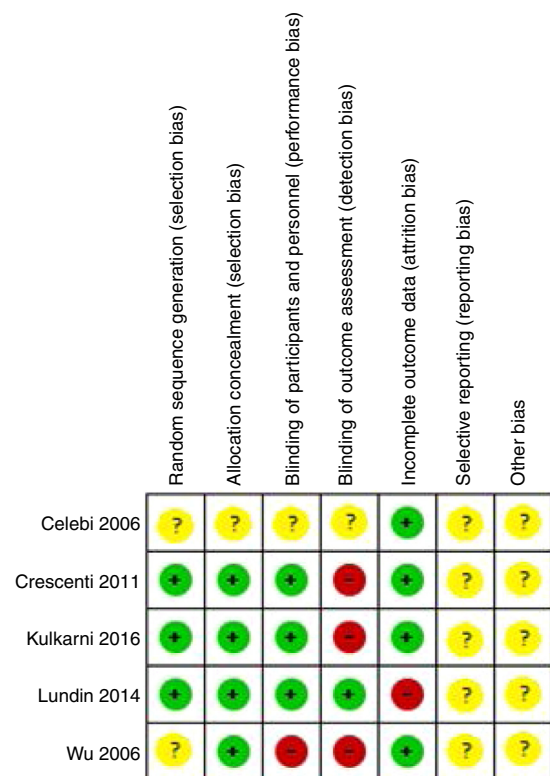 Random sequence generation (selection bias)
Allocation concealment (selection bias)
Blinding of participants and personnel (performance bias)
Blinding of outcome assessment (detection bias)
Incomplete outcome data (attrition bias)
Selective reporting (reporting bias)
Other bias
Celebi 2006 ? ? ? ? + ? ?
Crescenti 2011 + + + - + ? ?
Kulkarni 2016 + + + - + ? ?
Lundin 2014 + + + + - ? ?
Wu 2006 ? + - - + ? ?